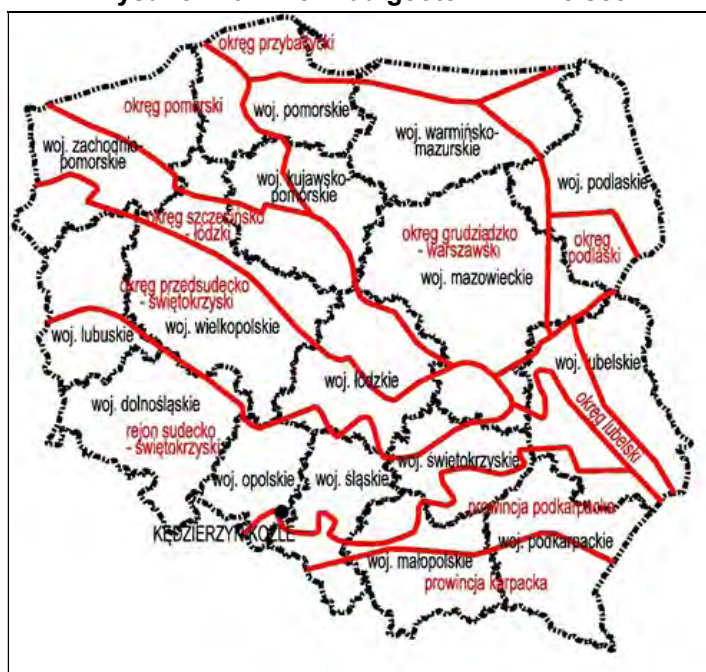 okręg przybałtycki
okręg pomorski
woj. pomorskie
woj. warmińsko-
mazurskie
woj. zachodnio-
pomorskie
woj. kujawsko-
pomorskie
woj. podlaskie
okręg szczecińsko
- łódzki
okręg grudziądzko
- warszawski
okręg
podlaski
woj. mazowieckie
okręg przedsudecko
- świętokrzyski
woj. wielkopolskie
woj. lubuskie
woj. łódzkie
woj. lubelskie
woj. dolnośląskie
okręg lubelski
rejon sudecko
- świętokrzyski
woj. opolskie
woj. śląskie
woj. świętokrzyskie
prowincja podkarpacka
KĘDZIERZYN KOŹLE
woj. podkarpackie
woj. małopolskie
prowincja karpacka